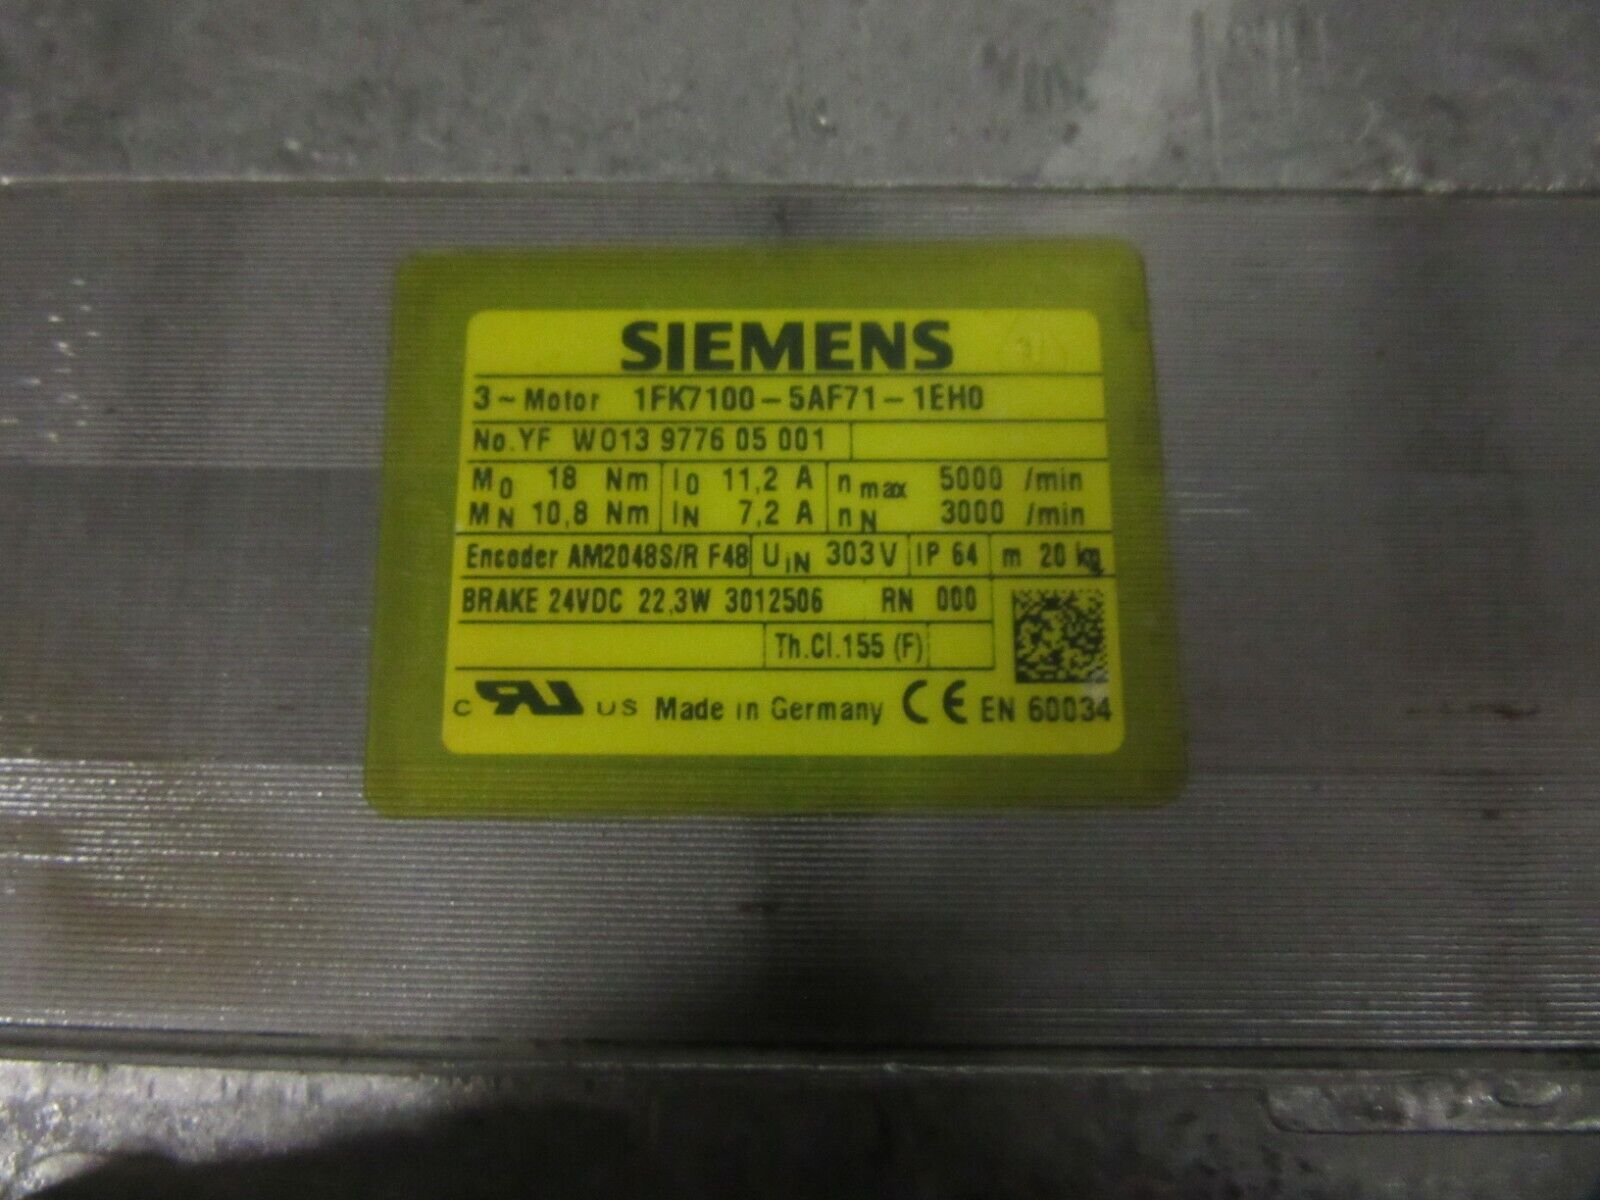 SIEMENS
3~Motor 1FK7100-5AF71-1EH0
No.YF W013 9776 05 001
M0 18 Nm I0 11,2 A nmax 5000 /min
MN 10,8 Nm IN 7,2 A nN 3000 /min
Encoder AM2048S/R F48 UIN 303V IP 64 m 20 kg
BRAKE 24VDC 22,3W 3012506 RN 000
Th.Cl.155 (F)
c RU US Made in Germany CE EN 60034